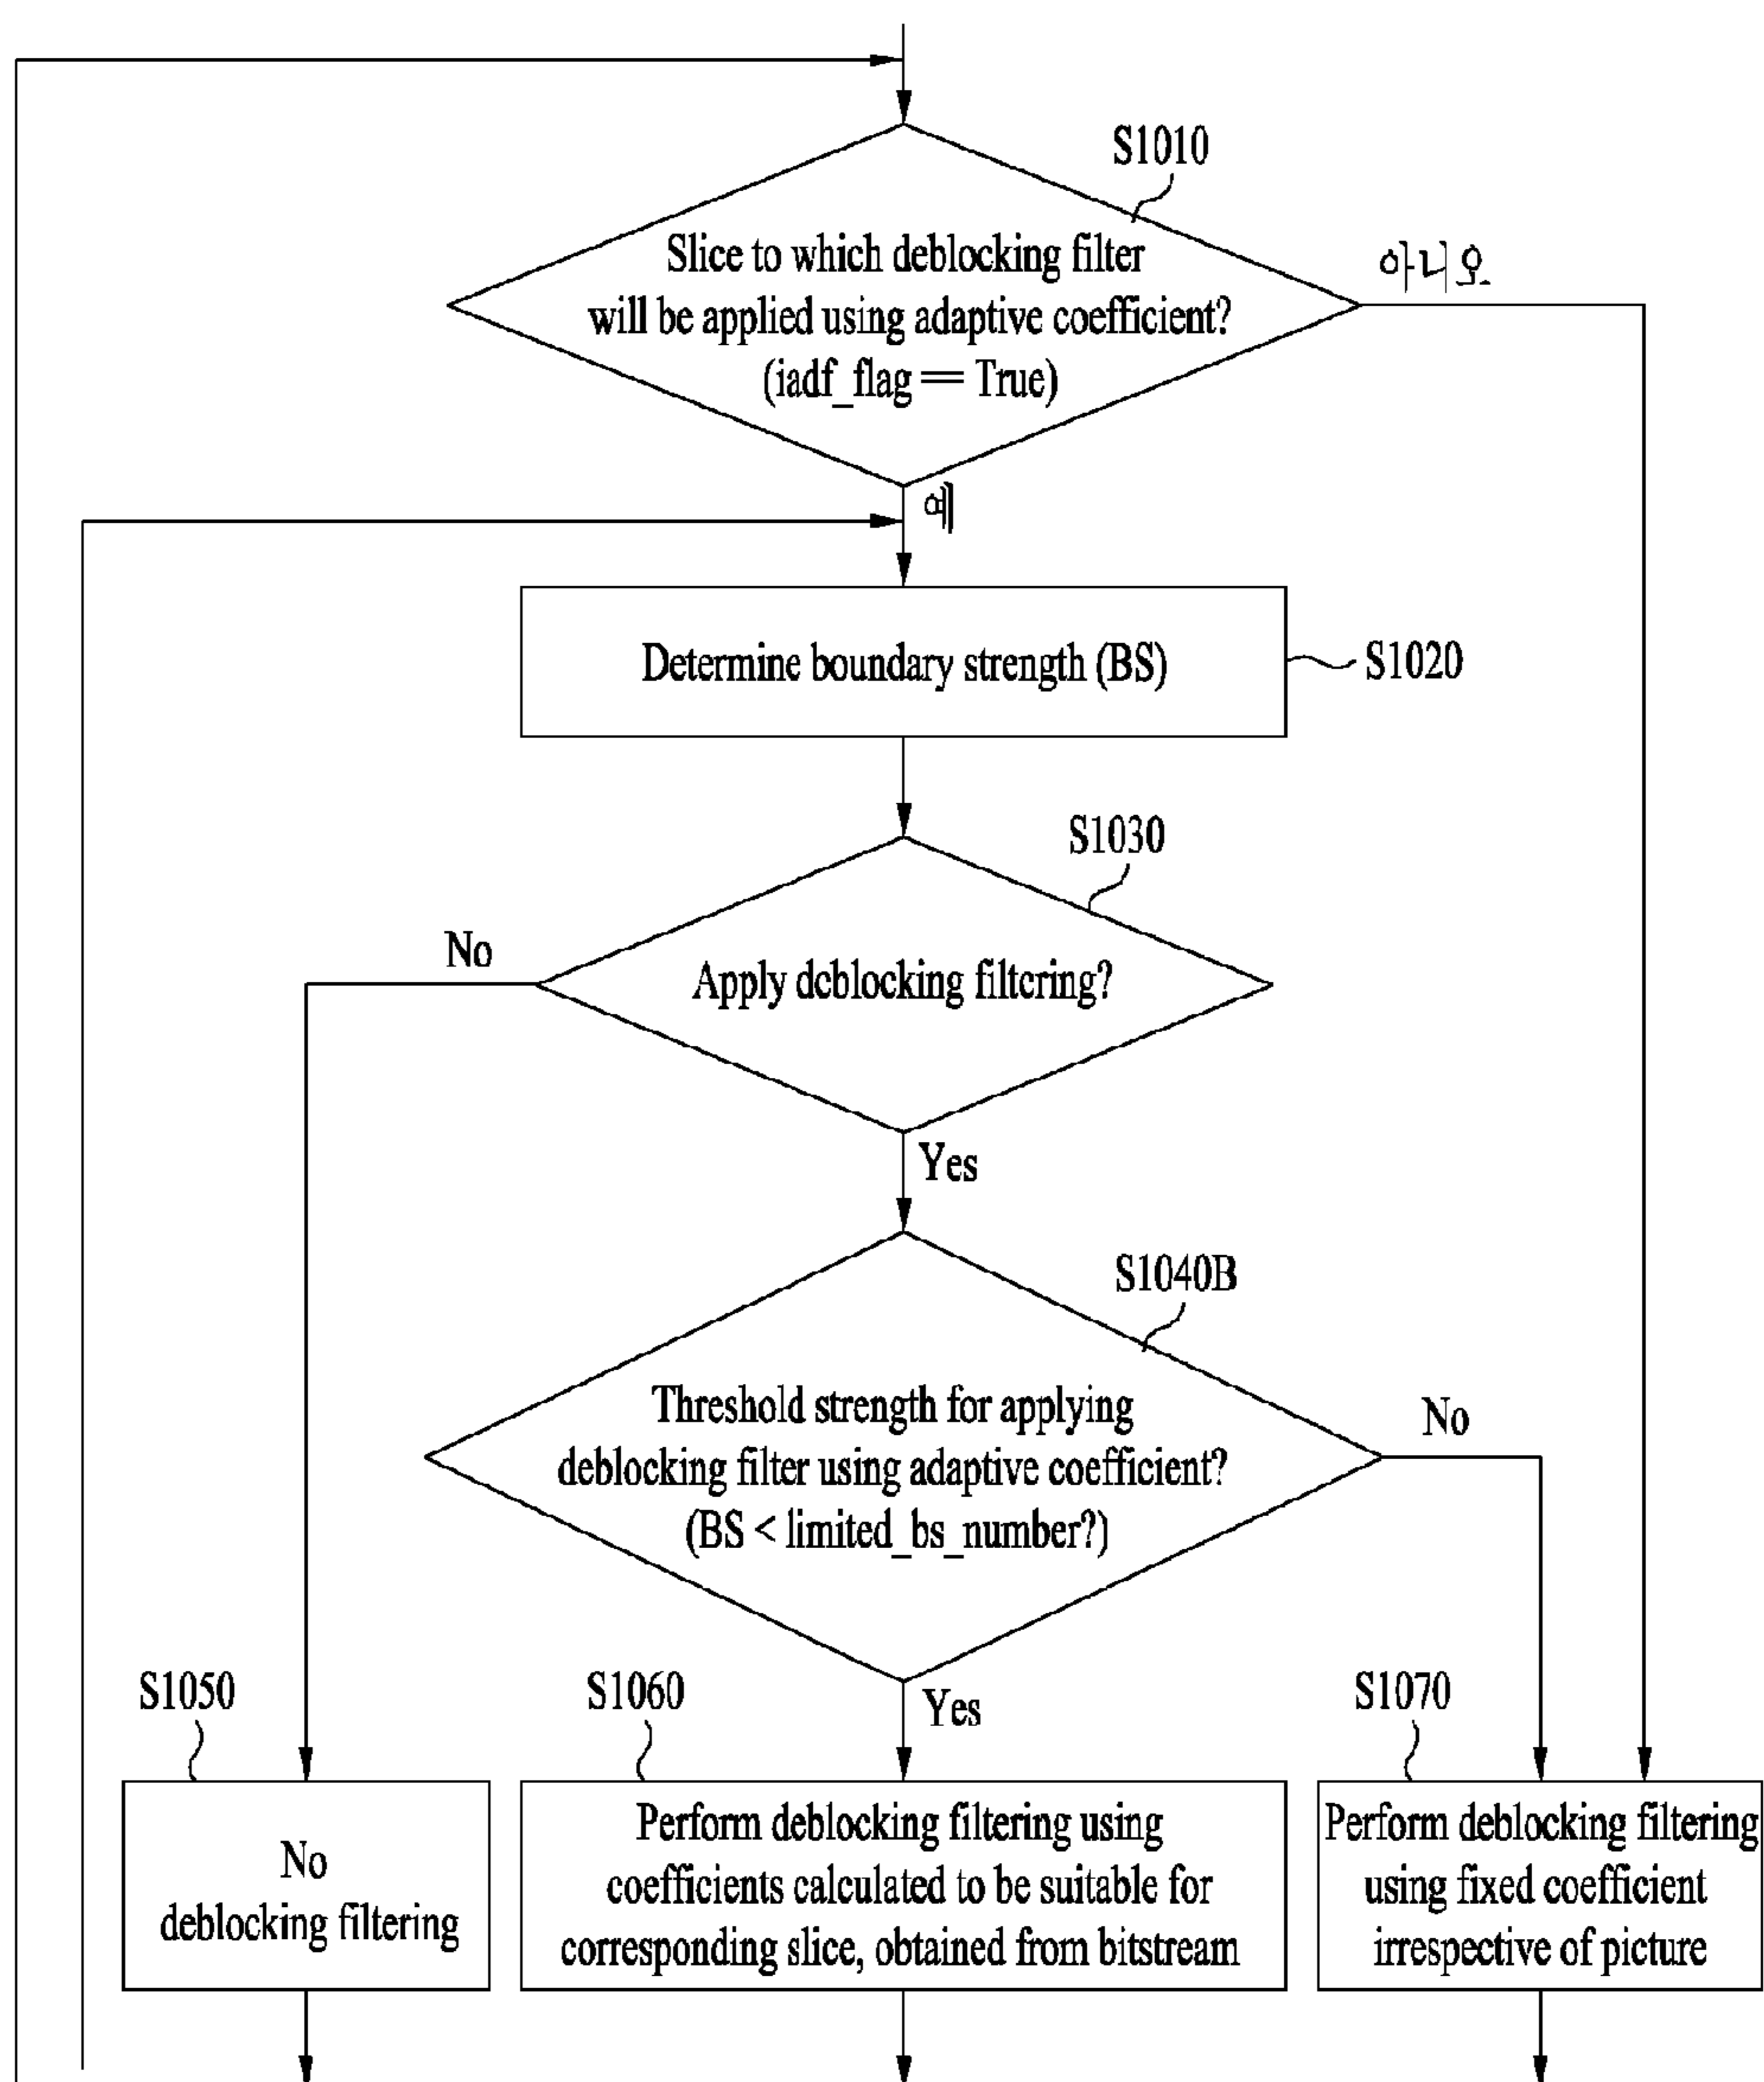 S1010
Slice to which deblocking filter
will be applied using adaptive coefficient?
(iadf_flag == True)
아니오
예
Determine boundary strength (BS)
S1020
S1030
No
Apply deblocking filtering?
Yes
S1040B
Threshold strength for applying
deblocking filter using adaptive coefficient?
(BS < limited_bs_number?)
No
Yes
S1050
No
deblocking filtering
S1060
Perform deblocking filtering using
coefficients calculated to be suitable for
corresponding slice, obtained from bitstream
S1070
Perform deblocking filtering
using fixed coefficient
irrespective of picture